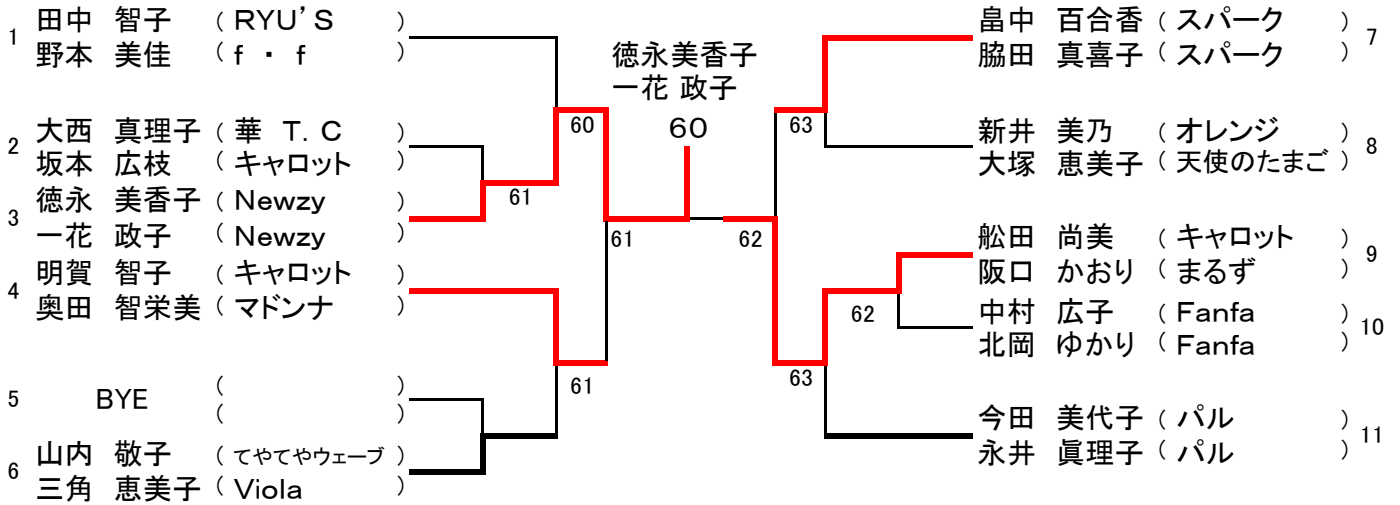 1 田中 智子 ( RYU'S )
野本 美佳 ( f ・ f )
2 大西 真理子 ( 華 T. C )
坂本 広枝 ( キャロット )
3 徳永 美香子 ( Newzy )
一花 政子 ( Newzy )
4 明賀 智子 ( キャロット )
奥田 智栄美 ( マドンナ )
5 BYE ( )
( )
6 山内 敬子 ( てやてやウェーブ )
三角 恵美子 ( Viola )
60
61
61
61
徳永美香子
一花 政子
60
62
63
62
63
畠中 百合香 ( スパーク ) 7
脇田 真喜子 ( スパーク )
新井 美乃 ( オレンジ ) 8
大塚 恵美子 ( 天使のたまご )
舩田 尚美 ( キャロット ) 9
阪口 かおり ( まるず )
中村 広子 ( Fanfa ) 10
北岡 ゆかり ( Fanfa )
今田 美代子 ( パル ) 11
永井 眞理子 ( パル )